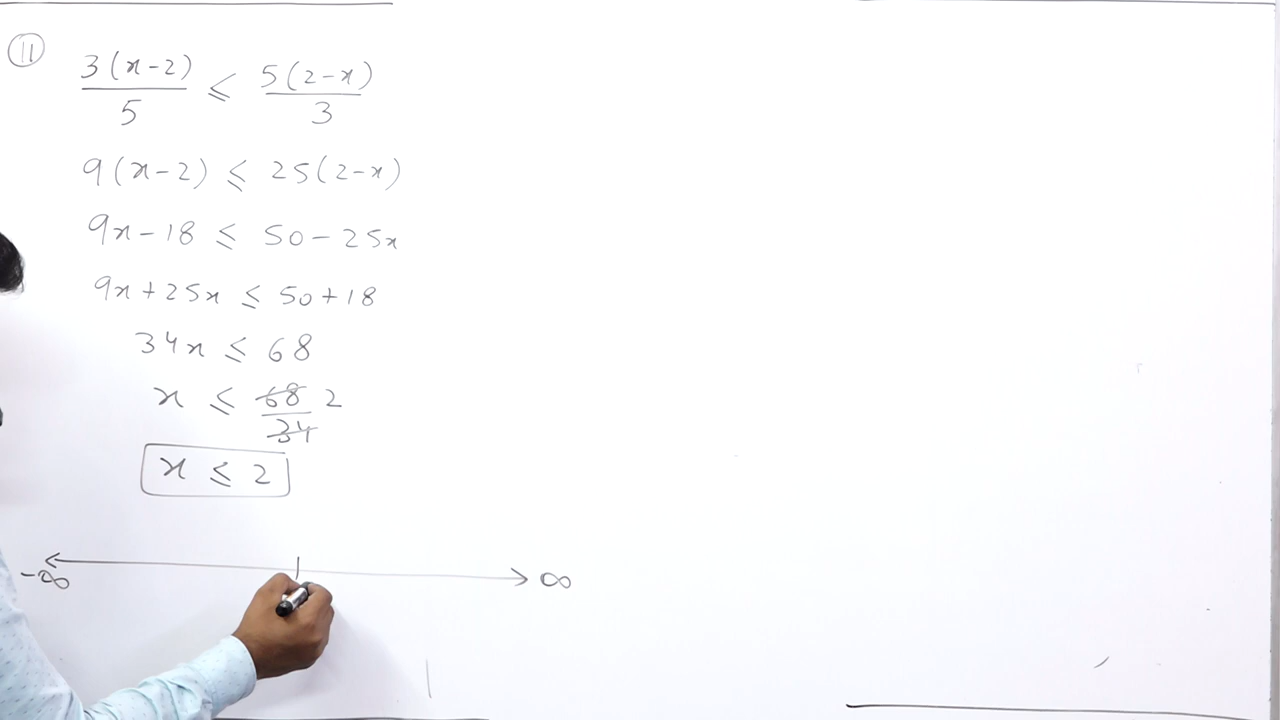 11
3(x-2)/5 ≤ 5(2-x)/3
9(x-2) ≤ 25(2-x)
9x-18 ≤ 50-25x
9x+25x ≤ 50+18
34x ≤ 68
x ≤ 68/34 2
x ≤ 2
-∞ ∞